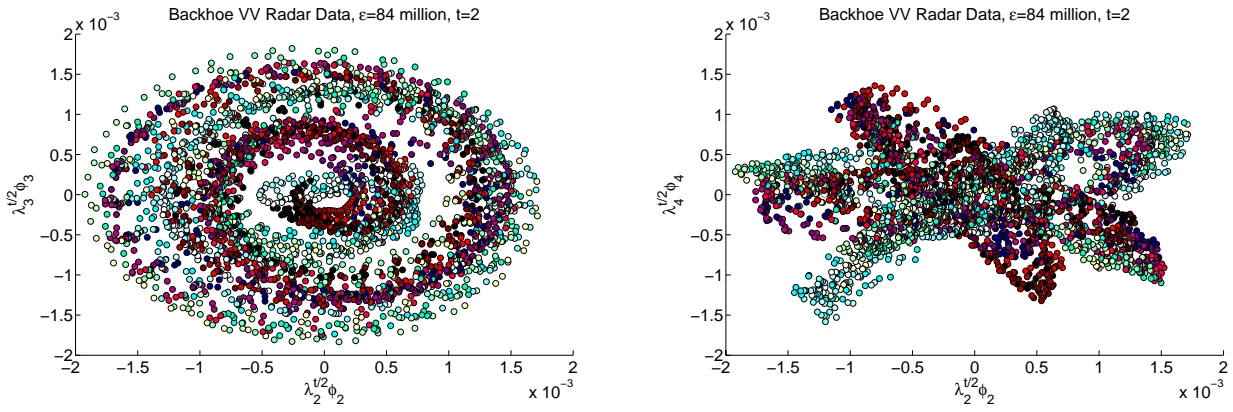 Backhoe VV Radar Data, ε=84 million, t=2
x 10⁻³
2
1.5
1
0.5
0
−0.5
−1
−1.5
−2
λ₃^{t/2}ϕ₃
−2 −1.5 −1 −0.5 0 0.5 1 1.5 2
λ₂^{t/2}ϕ₂
x 10⁻³
Backhoe VV Radar Data, ε=84 million, t=2
x 10⁻³
2
1.5
1
0.5
0
−0.5
−1
−1.5
−2
λ₄^{t/2}ϕ₄
−2 −1.5 −1 −0.5 0 0.5 1 1.5 2
λ₂^{t/2}ϕ₂
x 10⁻³